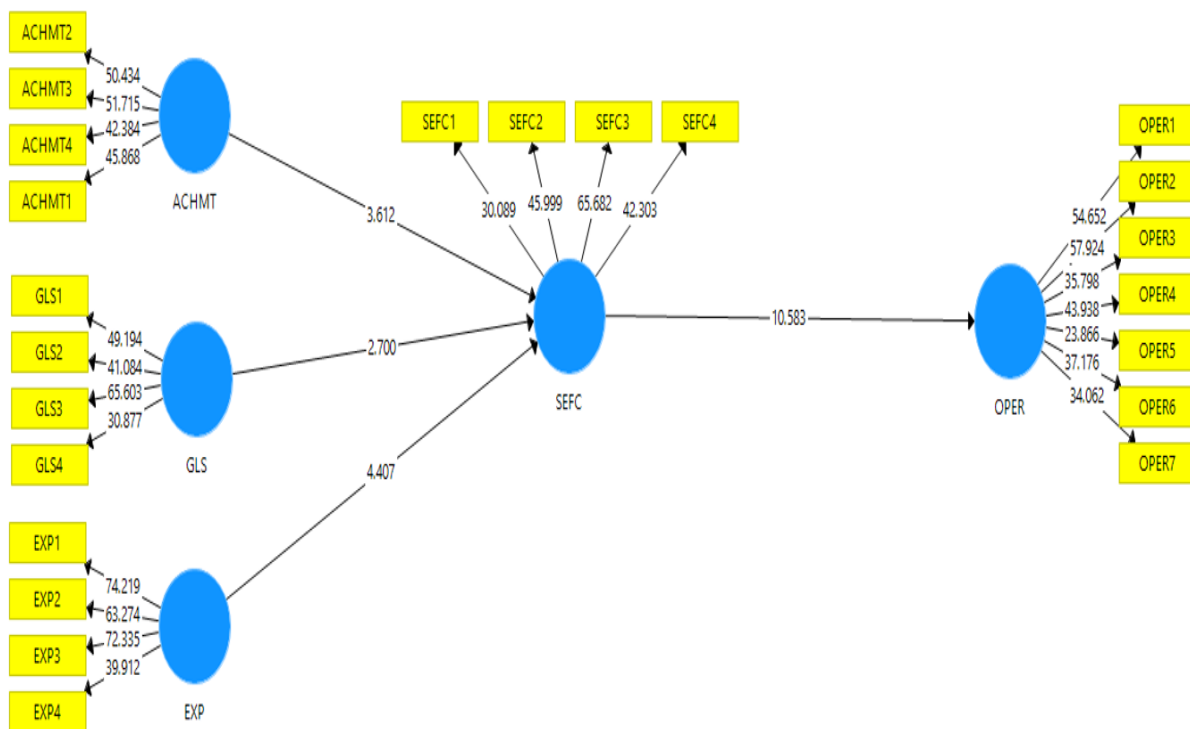 ACHMT2
ACHMT3
ACHMT4
ACHMT1
50.434
51.715
42.384
45.868
ACHMT
3.612
GLS1
GLS2
GLS3
GLS4
49.194
41.084
65.603
30.877
GLS
2.700
EXP1
EXP2
EXP3
EXP4
74.219
63.274
72.335
39.912
EXP
4.407
SEFC1 SEFC2 SEFC3 SEFC4
30.089 45.999 65.682 42.303
SEFC
10.583
OPER
54.652
57.924
35.798
43.938
23.866
37.176
34.062
OPER1
OPER2
OPER3
OPER4
OPER5
OPER6
OPER7